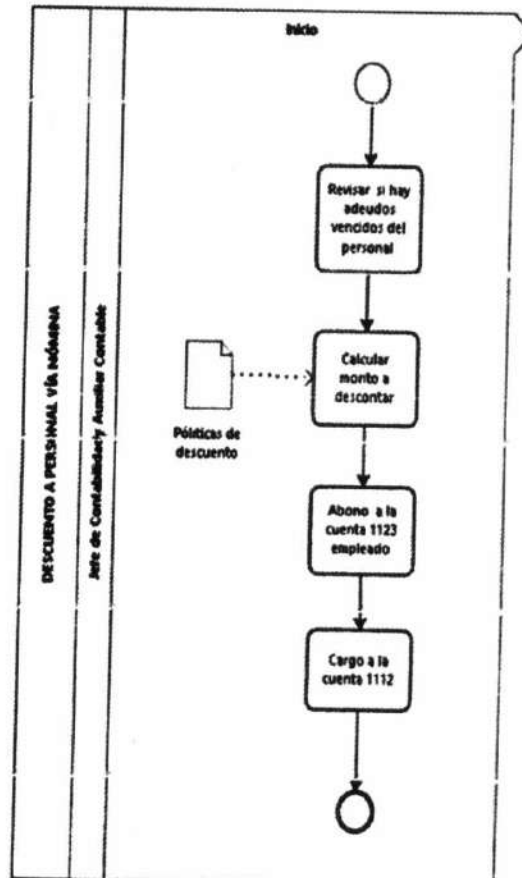 Inicio
Revisar si hay
adeudos
vencidos del
personal
Calcular
monto a
descontar
Póliticas de
descuento
Abono a la
cuenta 1123
empleado
Cargo a la
cuenta 1112
DESCUENTO A PERSONAL VÍA NÓMINA
Jefe de Contabilidad y Auxiliar Contable